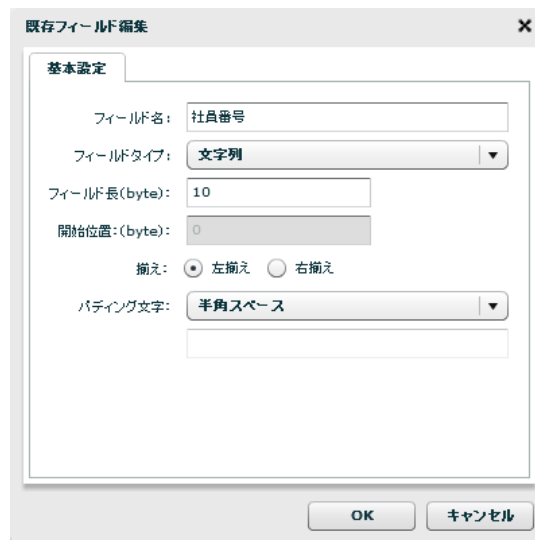 既存フィールド編集
基本設定
フィールド名: 社員番号
フィールドタイプ: 文字列
フィールド長(byte): 10
開始位置:(byte): 0
揃え: 左揃え 右揃え
パディング文字: 半角スペース
OK キャンセル